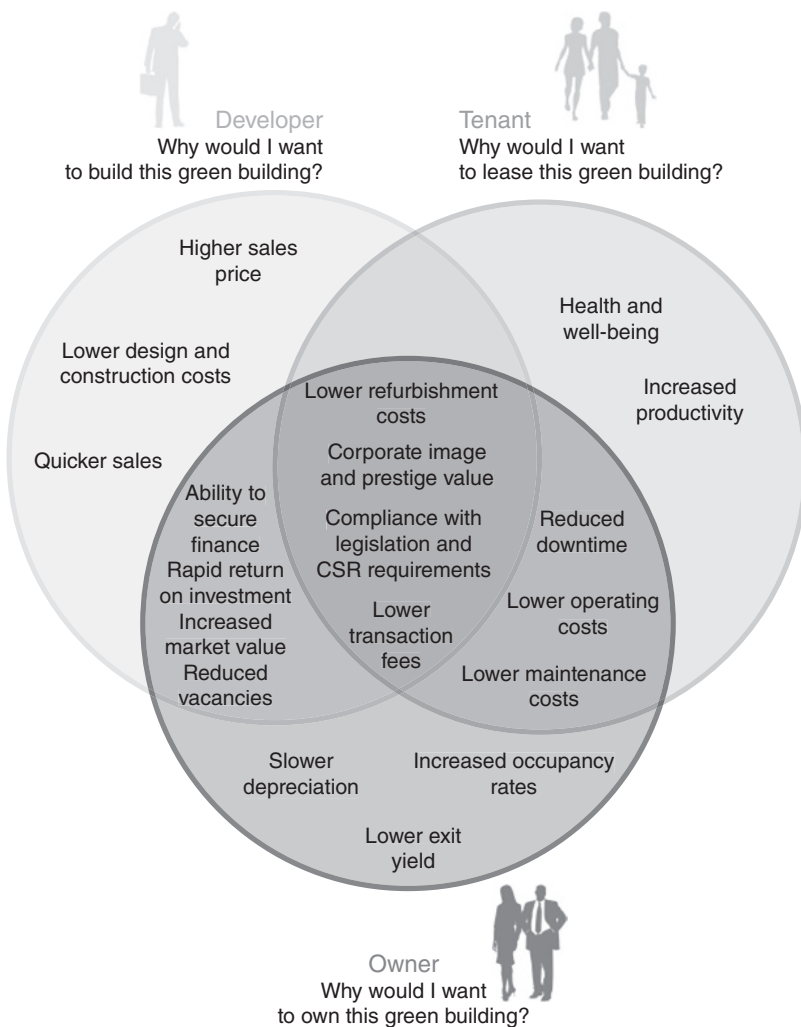 Developer
Why would I want
to build this green building?
Tenant
Why would I want
to lease this green building?
Higher sales
price
Lower design and
construction costs
Quicker sales
Health and
well-being
Increased
productivity
Lower refurbishment
costs
Corporate image
and prestige value
Compliance with
legislation and
CSR requirements
Lower
transaction
fees
Ability to
secure
finance
Rapid return
on investment
Increased
market value
Reduced
vacancies
Reduced
downtime
Lower operating
costs
Lower maintenance
costs
Slower
depreciation
Increased occupancy
rates
Lower exit
yield
Owner
Why would I want
to own this green building?